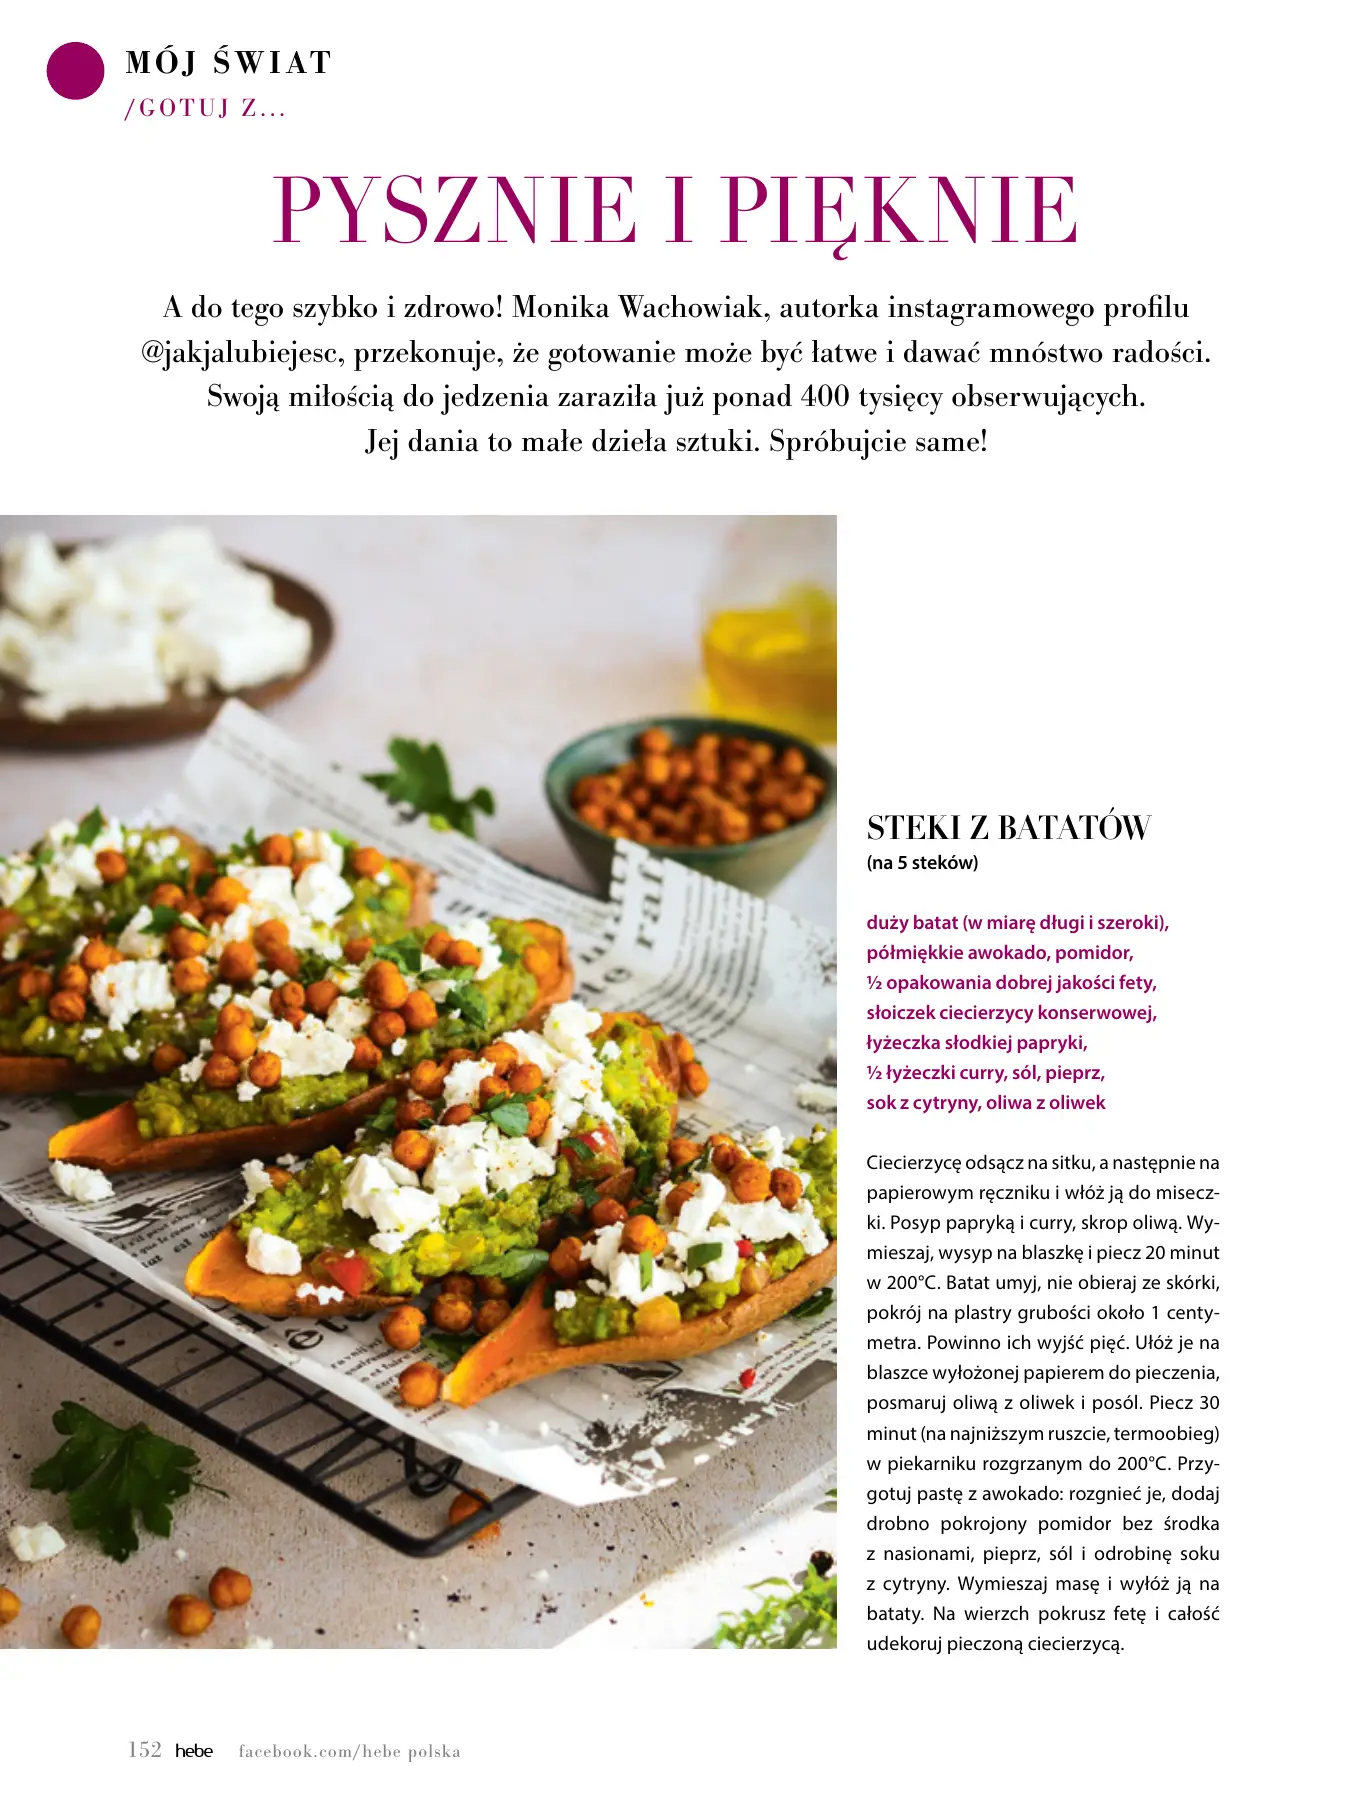 MÓJ ŚWIAT
/GOTUJ Z...
PYSZNIE I PIĘKNIE
A do tego szybko i zdrowo! Monika Wachowiak, autorka instagramowego profilu
@jakjalubiejesc, przekonuje, że gotowanie może być łatwe i dawać mnóstwo radości.
Swoją miłością do jedzenia zaraziła już ponad 400 tysięcy obserwujących.
Jej dania to małe dzieła sztuki. Spróbujcie same!
STEKI Z BATATÓW
(na 5 steków)
duży batat (w miarę długi i szeroki),
półmiękkie awokado, pomidor,
½ opakowania dobrej jakości fety,
słoiczek ciecierzycy konserwowej,
łyżeczka słodkiej papryki,
½ łyżeczki curry, sól, pieprz,
sok z cytryny, oliwa z oliwek
Ciecierzycę odsącz na sitku, a następnie na
papierowym ręczniku i włóż ją do misecz-
ki. Posyp papryką i curry, skrop oliwą. Wy-
mieszaj, wysyp na blaszkę i piecz 20 minut
w 200°C. Batat umyj, nie obieraj ze skórki,
pokrój na plastry grubości około 1 centy-
metra. Powinno ich wyjść pięć. Ułóż je na
blaszce wyłożonej papierem do pieczenia,
posmaruj oliwą z oliwek i posól. Piecz 30
minut (na najniższym ruszcie, termoobieg)
w piekarniku rozgrzanym do 200°C. Przy-
gotuj pastę z awokado: rozgnieć je, dodaj
drobno pokrojony pomidor bez środka
z nasionami, pieprz, sól i odrobinę soku
z cytryny. Wymieszaj masę i wyłóż ją na
bataty. Na wierzch pokrusz fetę i całość
udekoruj pieczoną ciecierzycą.
152 hebe facebook.com/hebe polska